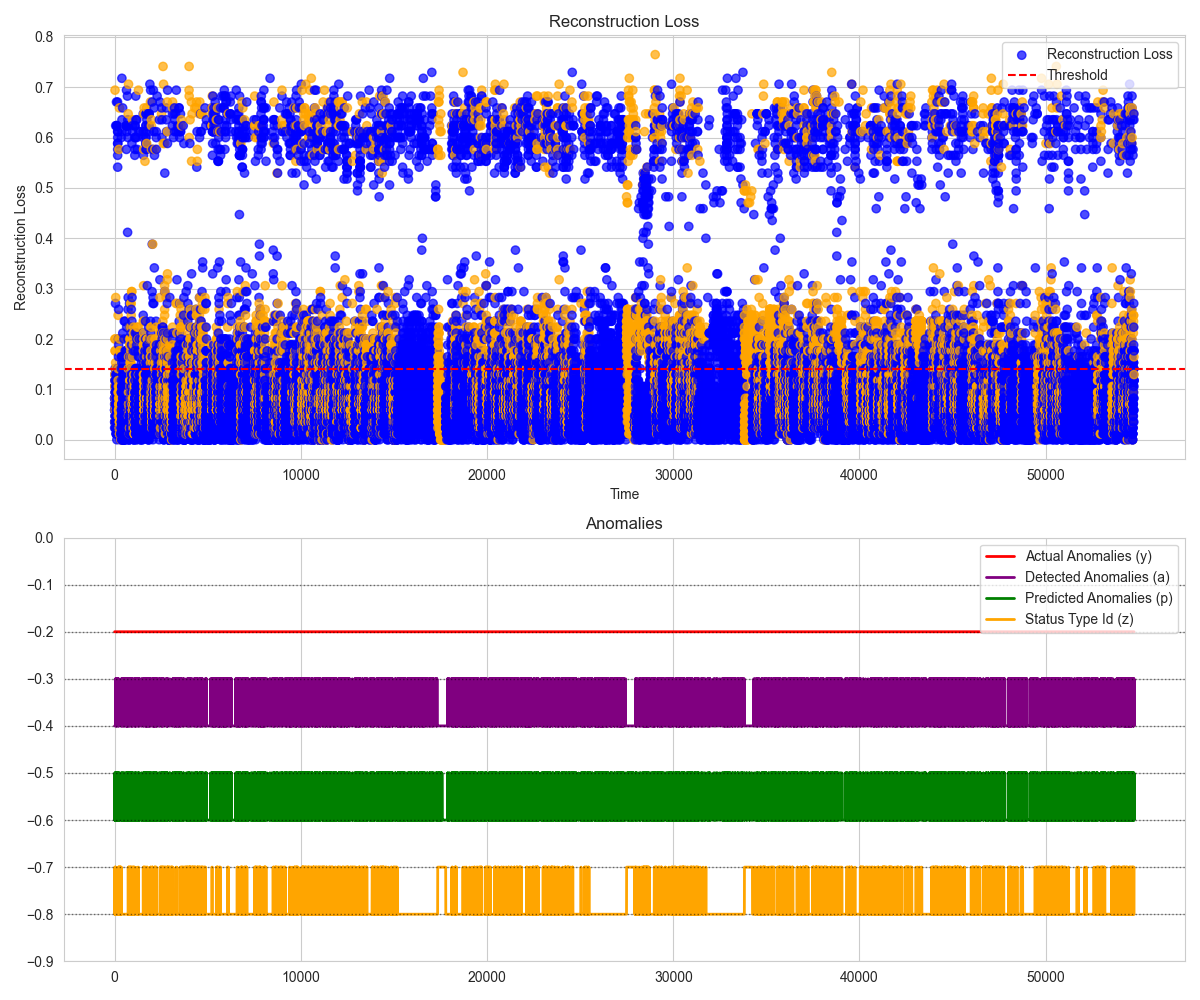 Reconstruction Loss
0.8
0.7
0.6
0.5
0.4
0.3
0.2
0.1
0.0
Reconstruction Loss
Reconstruction Loss
Threshold
0 10000 20000 30000 40000 50000
Time
Anomalies
0.0
−0.1
−0.2
−0.3
−0.4
−0.5
−0.6
−0.7
−0.8
−0.9
Actual Anomalies (y)
Detected Anomalies (a)
Predicted Anomalies (p)
Status Type Id (z)
0 10000 20000 30000 40000 50000